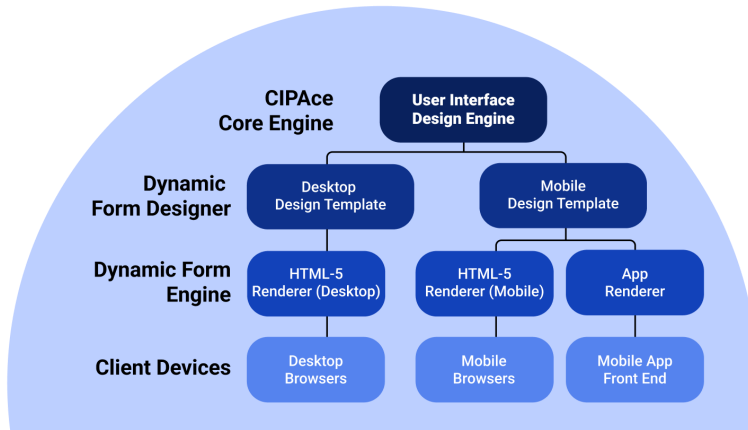 CIPAce
Core Engine
User Interface
Design Engine
Dynamic
Form Designer
Desktop
Design Template
Mobile
Design Template
Dynamic Form
Engine
HTML-5
Renderer (Desktop)
HTML-5
Renderer (Mobile)
App
Renderer
Client Devices
Desktop
Browsers
Mobile
Browsers
Mobile App
Front End